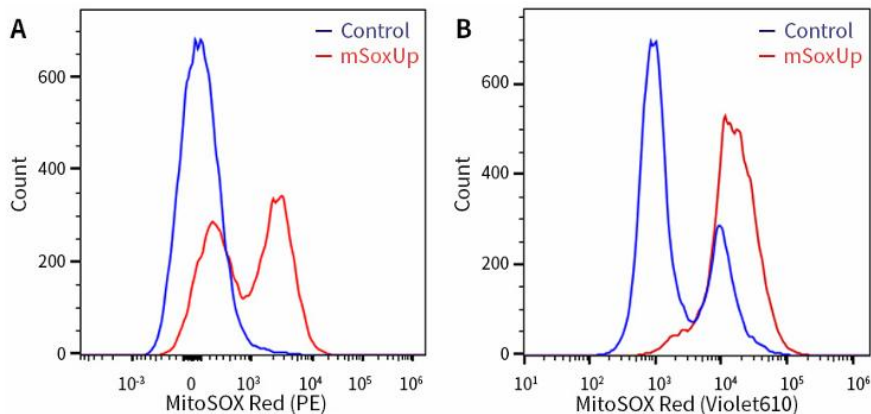 A
Control
mSoxUp
600
400
200
0
Count
10-3 0 10³ 10⁴ 10⁵ 10⁶
MitoSOX Red (PE)
B
Control
mSoxUp
600
400
200
0
Count
10¹ 10² 10³ 10⁴ 10⁵ 10⁶
MitoSOX Red (Violet610)